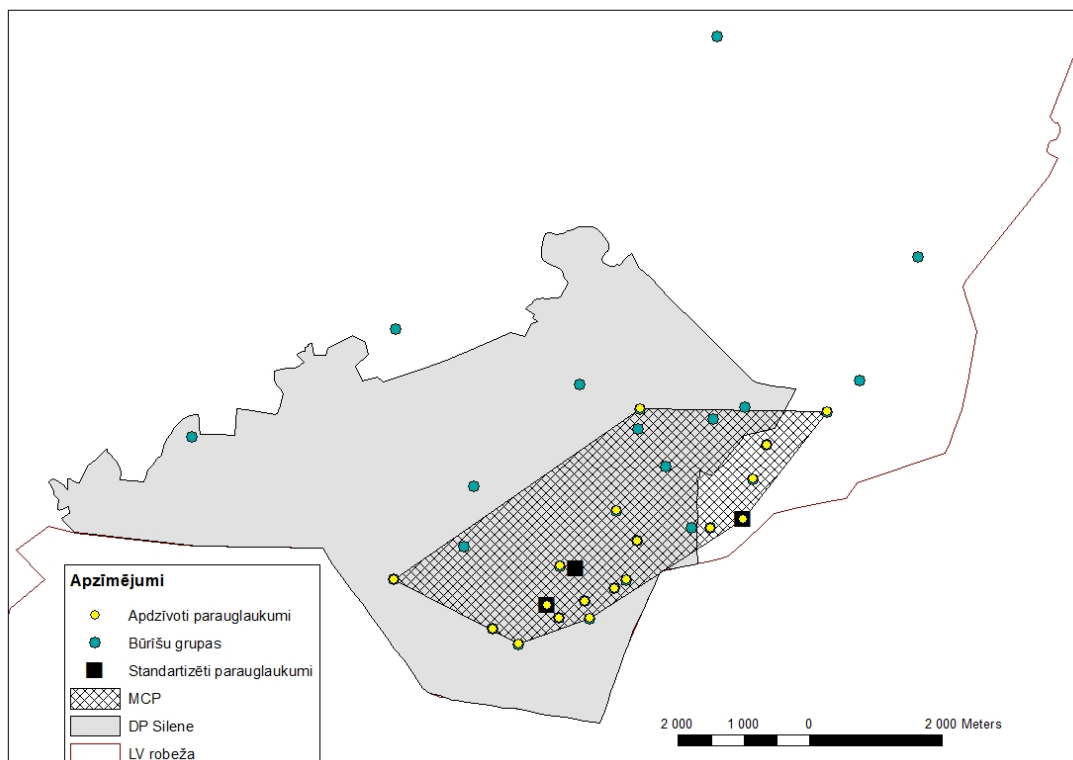 Apzīmējumi
Apdzīvoti parauglaukumi
Būrīšu grupas
Standartizēti parauglaukumi
MCP
DP Silene
LV robeža
2 000 1 000 0 2 000 Meters